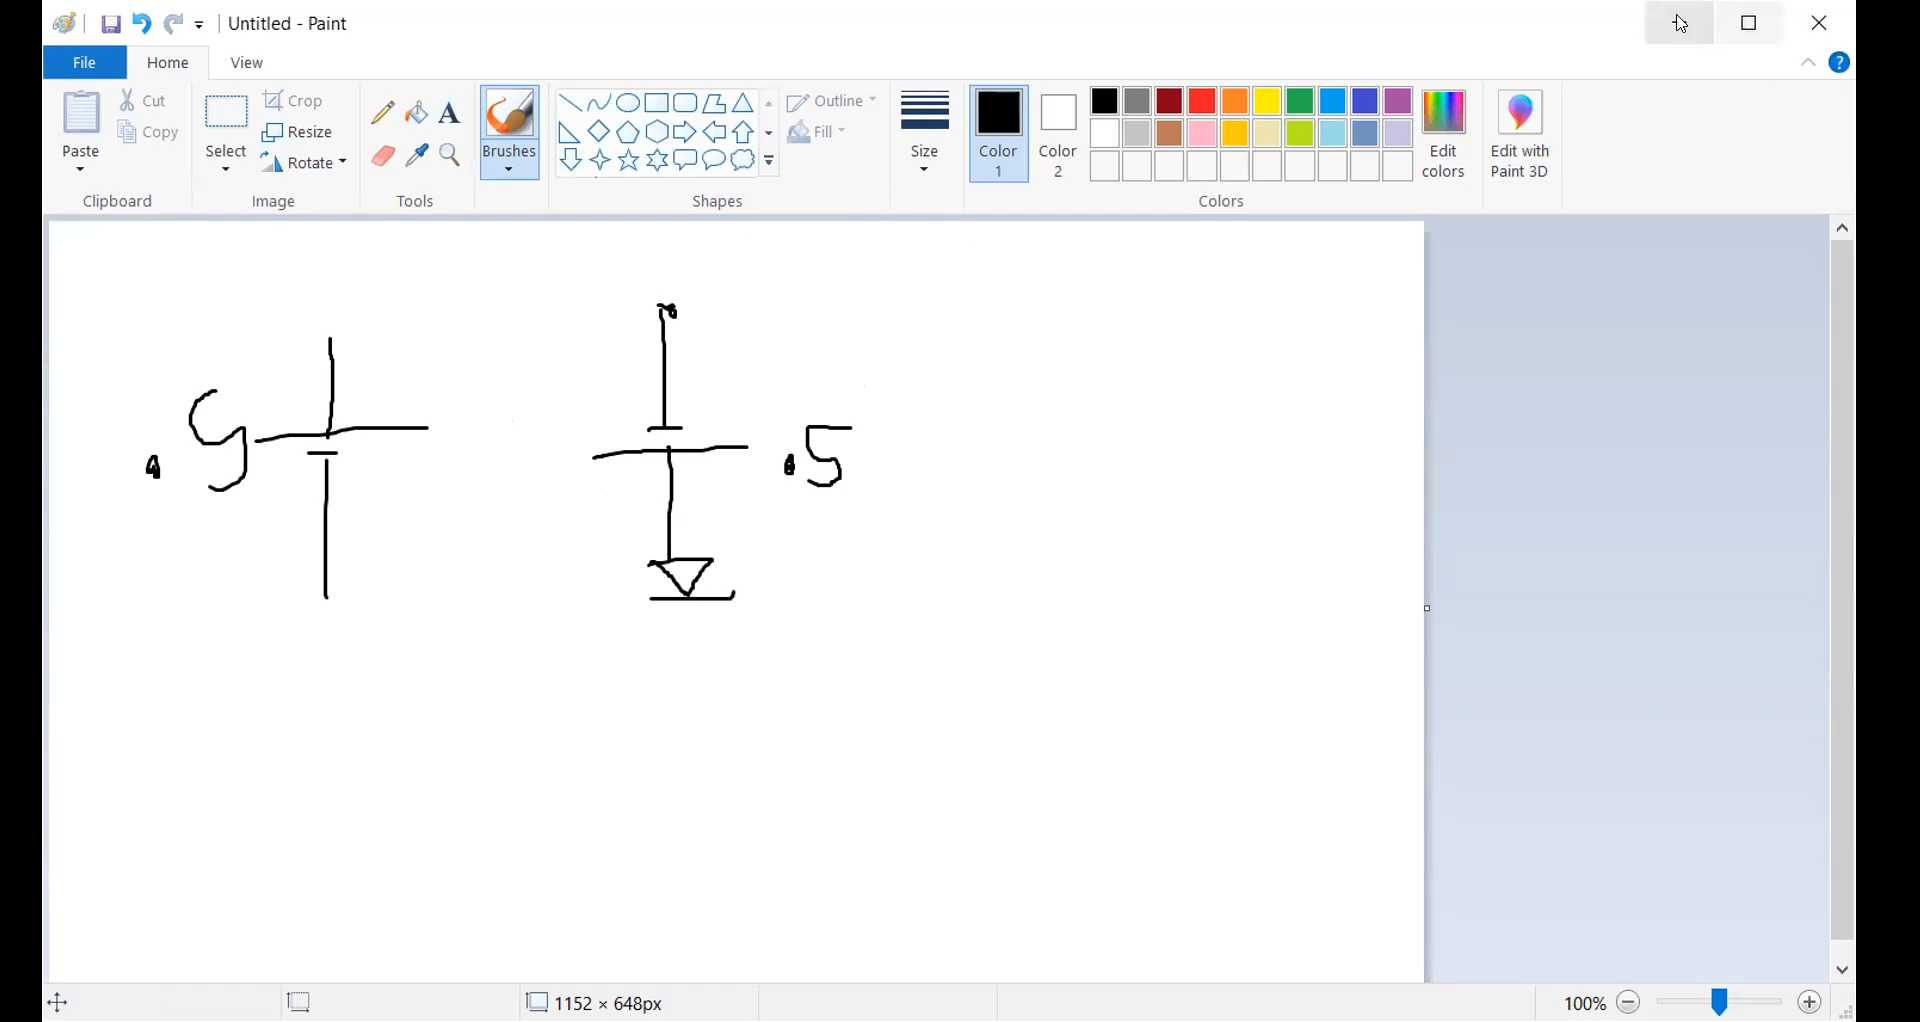 Untitled - Paint
File Home View
Paste Cut Copy
Select Crop Resize Rotate
Brushes
Outline Fill
Size
Color 1
Color 2
Edit colors
Edit with Paint 3D
Clipboard Image Tools Shapes Colors
.5
1152 × 648px 100%